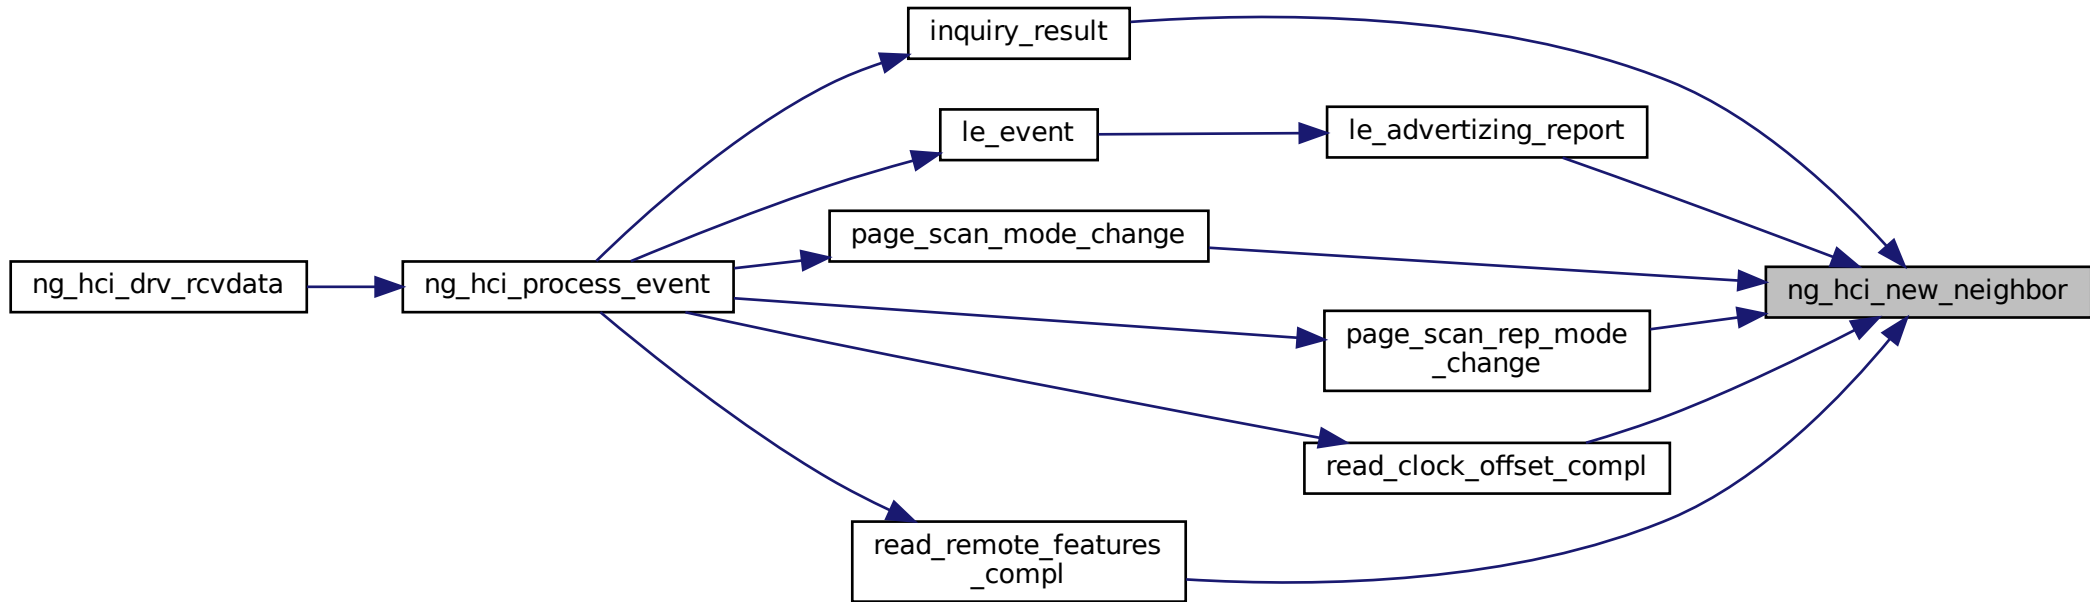 inquiry_result
le_event
le_advertizing_report
page_scan_mode_change
ng_hci_drv_rcvdata
ng_hci_process_event
ng_hci_new_neighbor
page_scan_rep_mode
_change
read_clock_offset_compl
read_remote_features
_compl